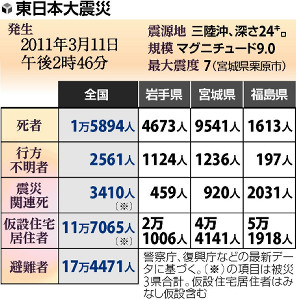 東日本大震災
発生
2011年3月11日
午後2時46分
震源地 三陸沖、深さ24㌔
規模 マグニチュード9.0
最大震度 7(宮城県栗原市)
全国 岩手県 宮城県 福島県
死者 1万5894人 4673人 9541人 1613人
行方不明者 2561人 1124人 1236人 197人
震災関連死 3410人(※) 459人 920人 2031人
仮設住宅居住者 11万7065人(※) 2万1006人 4万4141人 5万1918人
避難者 17万4471人
警察庁、復興庁などの最新デー
タに基づく。(※)の項目は被災
3県合計。仮設住宅居住者はみ
なし仮設含む